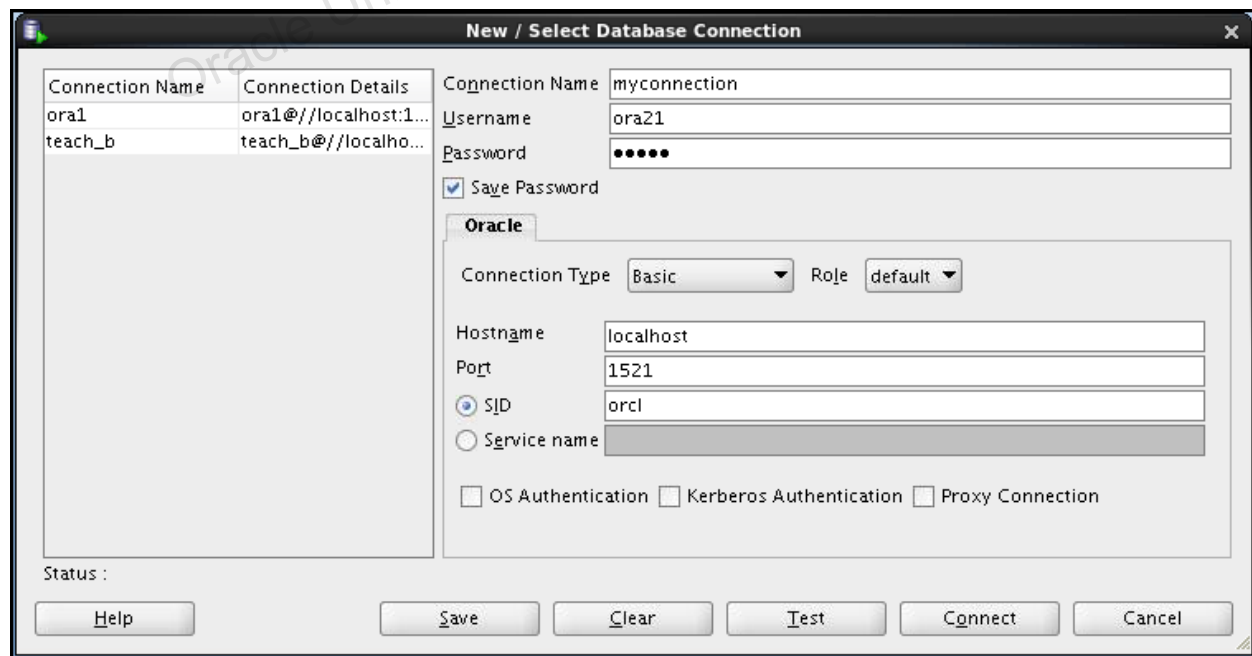 New / Select Database Connection
Connection Name Connection Details
ora1 ora1@//localhost:1...
teach_b teach_b@//localho...
Connection Name myconnection
Username ora21
Password •••••
Save Password
Oracle
Connection Type Basic Role default
Hostname localhost
Port 1521
SID orcl
Service name
OS Authentication Kerberos Authentication Proxy Connection
Status :
Help Save Clear Test Connect Cancel
Oracle